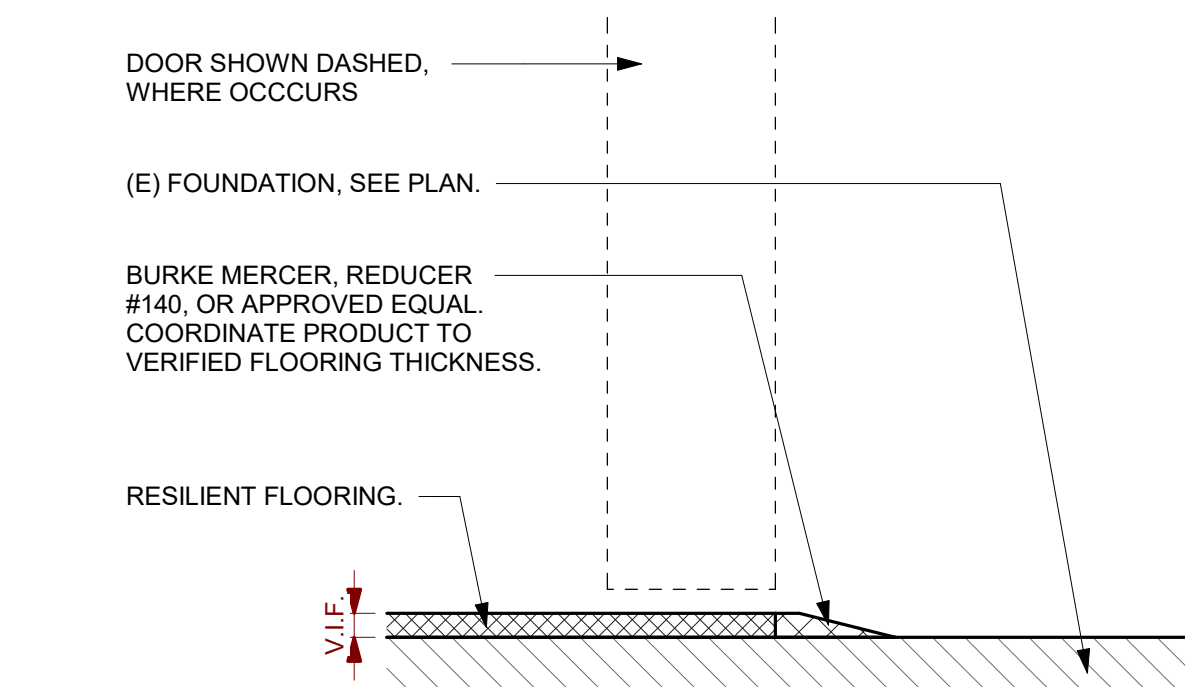 DOOR SHOWN DASHED,
WHERE OCCCURS
(E) FOUNDATION, SEE PLAN.
BURKE MERCER, REDUCER
#140, OR APPROVED EQUAL.
COORDINATE PRODUCT TO
VERIFIED FLOORING THICKNESS.
RESILIENT FLOORING.
V.I.F.